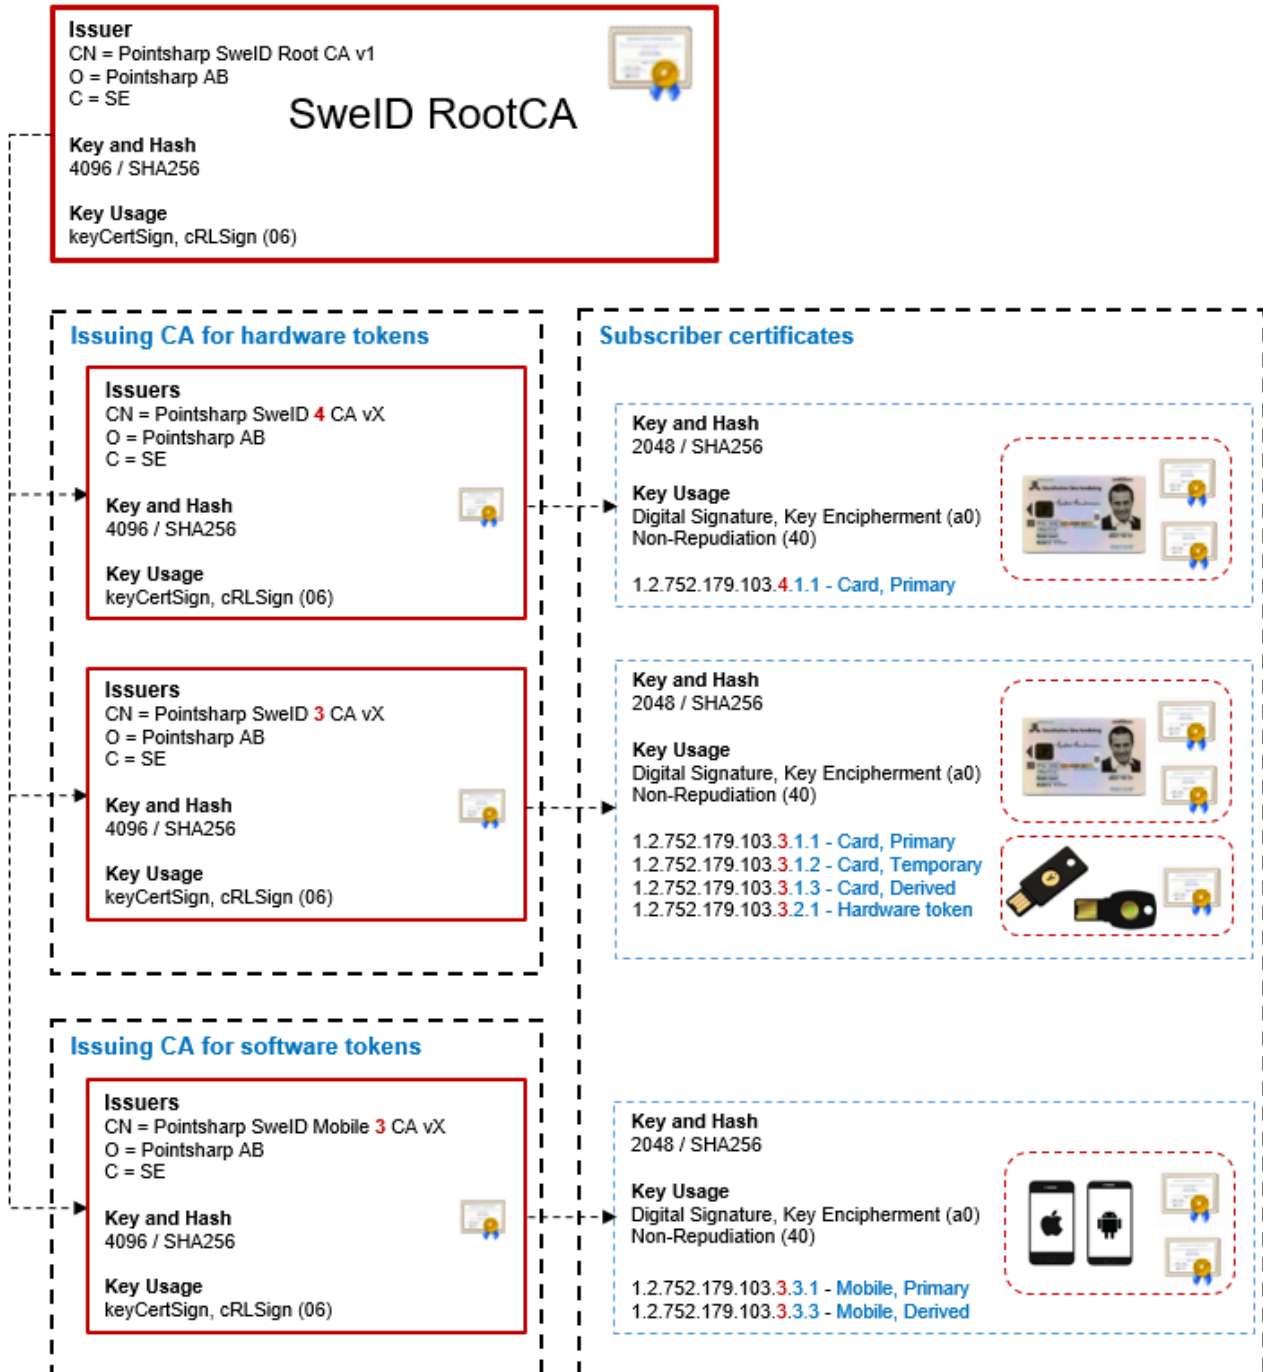 Issuer
CN = Pointsharp SweID Root CA v1
O = Pointsharp AB
C = SE
SweID RootCA
Key and Hash
4096 / SHA256
Key Usage
keyCertSign, cRLSign (06)
Issuing CA for hardware tokens
Issuers
CN = Pointsharp SweID 4 CA vX
O = Pointsharp AB
C = SE
Key and Hash
4096 / SHA256
Key Usage
keyCertSign, cRLSign (06)
Issuers
CN = Pointsharp SweID 3 CA vX
O = Pointsharp AB
C = SE
Key and Hash
4096 / SHA256
Key Usage
keyCertSign, cRLSign (06)
Issuing CA for software tokens
Issuers
CN = Pointsharp SweID Mobile 3 CA vX
O = Pointsharp AB
C = SE
Key and Hash
4096 / SHA256
Key Usage
keyCertSign, cRLSign (06)
Subscriber certificates
Key and Hash
2048 / SHA256
Key Usage
Digital Signature, Key Encipherment (a0)
Non-Repudiation (40)
1.2.752.179.103.4.1.1 - Card, Primary
Key and Hash
2048 / SHA256
Key Usage
Digital Signature, Key Encipherment (a0)
Non-Repudiation (40)
1.2.752.179.103.3.1.1 - Card, Primary
1.2.752.179.103.3.1.2 - Card, Temporary
1.2.752.179.103.3.1.3 - Card, Derived
1.2.752.179.103.3.2.1 - Hardware token
Key and Hash
2048 / SHA256
Key Usage
Digital Signature, Key Encipherment (a0)
Non-Repudiation (40)
1.2.752.179.103.3.3.1 - Mobile, Primary
1.2.752.179.103.3.3.3 - Mobile, Derived